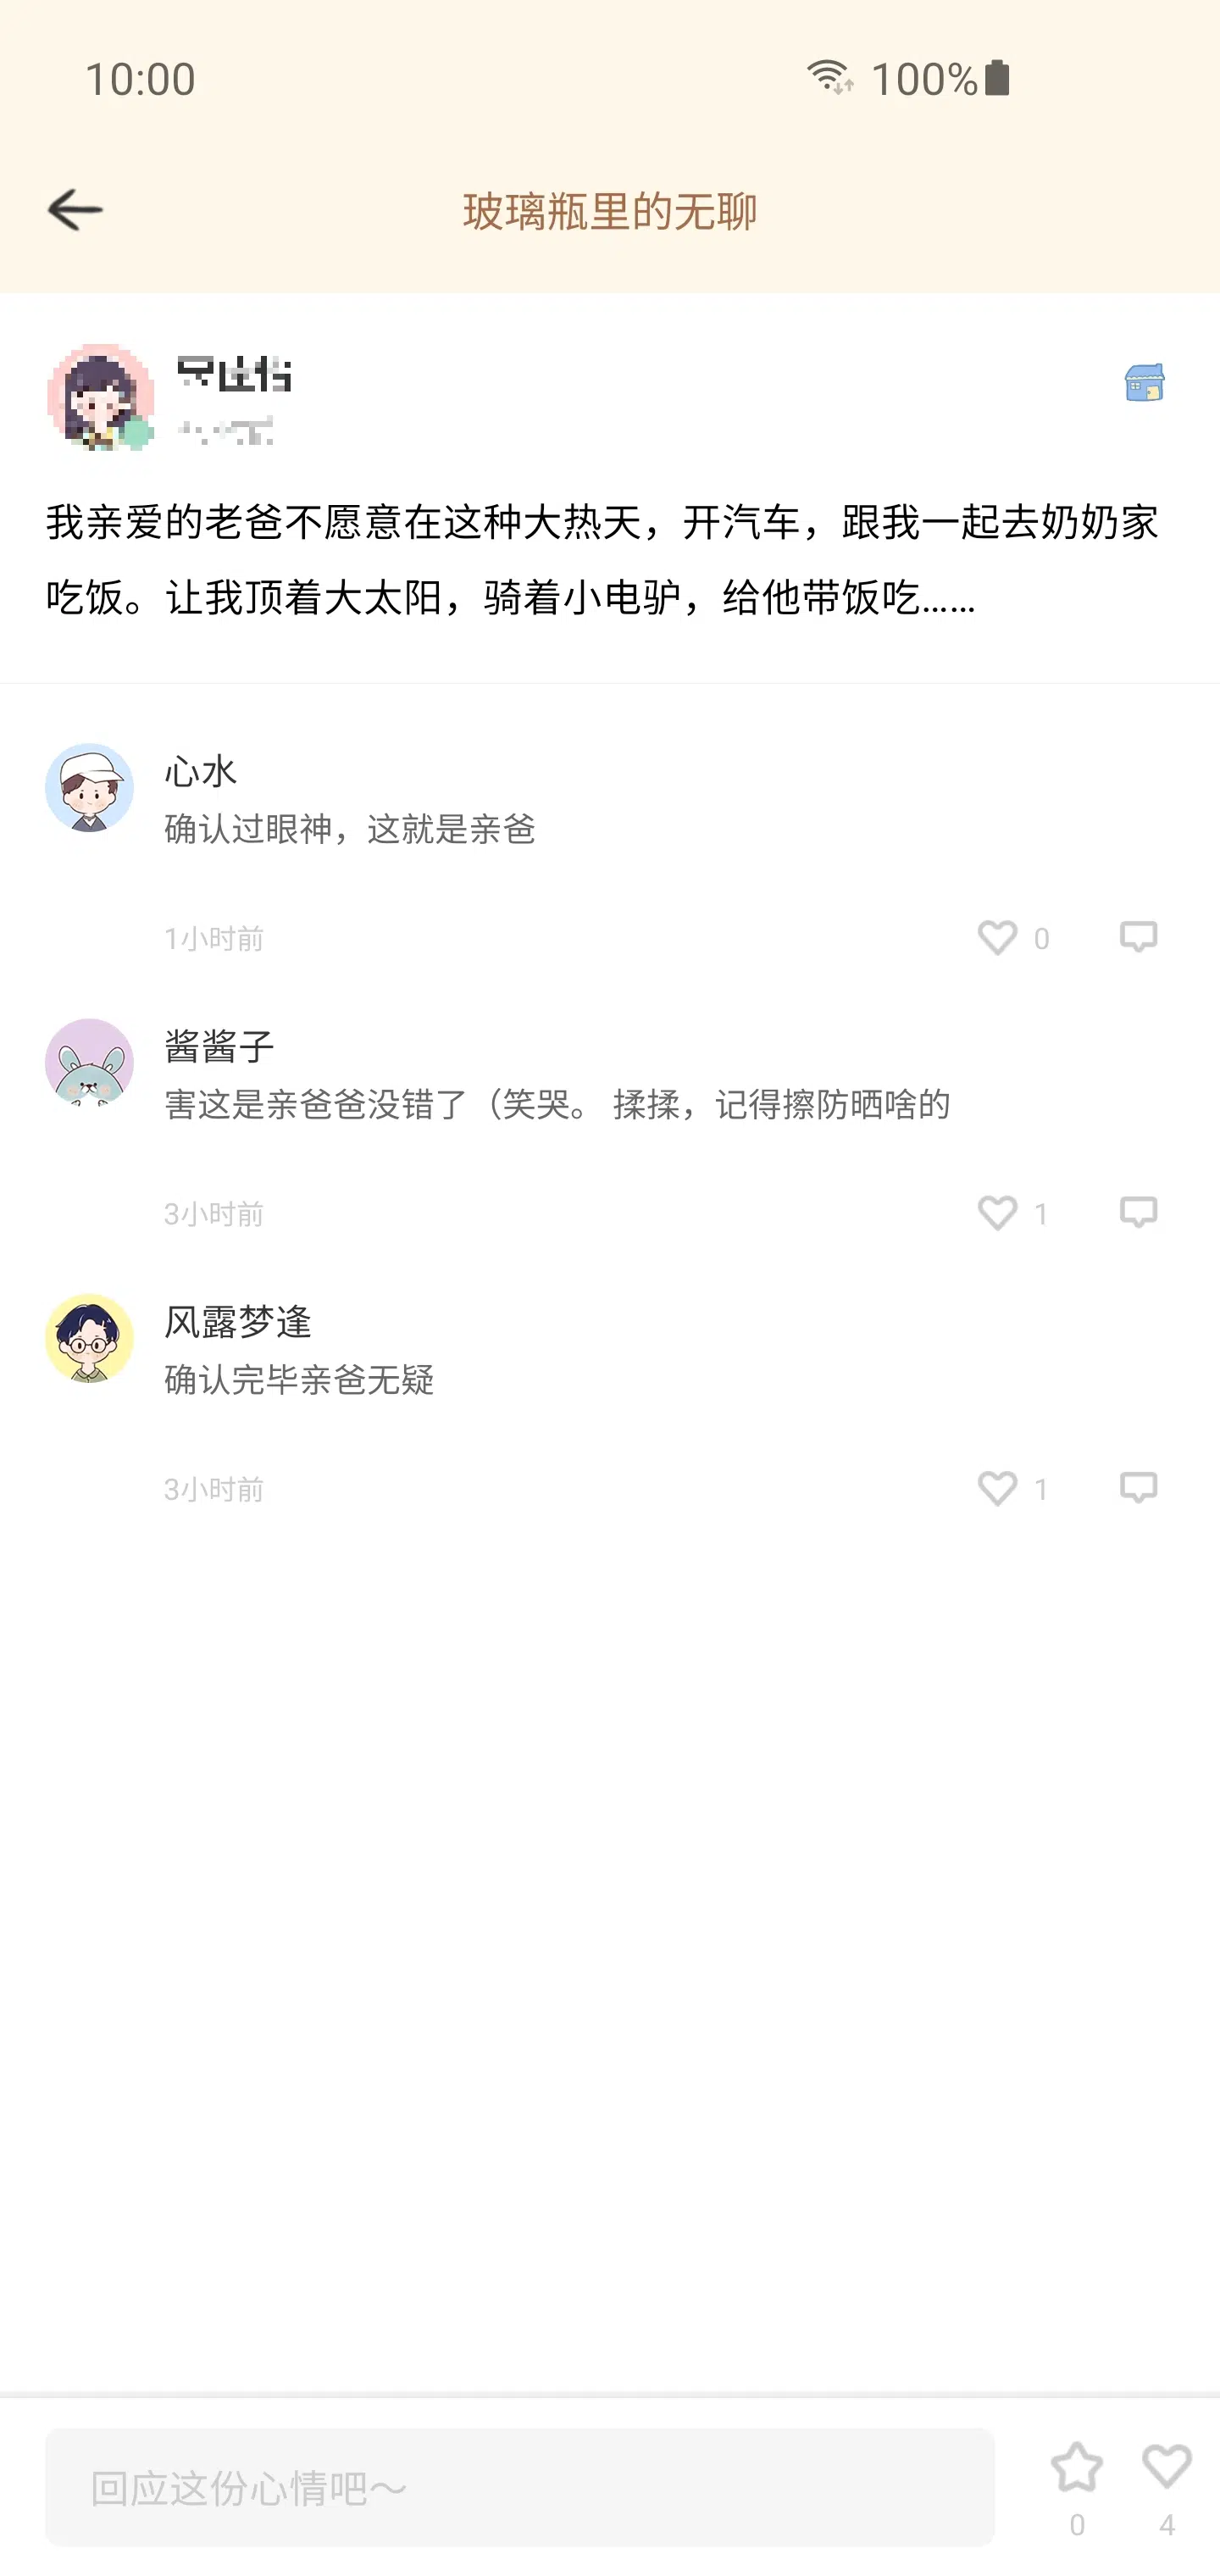 10:00
100%
玻璃瓶里的无聊
我亲爱的老爸不愿意在这种大热天，开汽车，跟我一起去奶奶家
吃饭。让我顶着大太阳，骑着小电驴，给他带饭吃......
心水
确认过眼神，这就是亲爸
1小时前
0
酱酱子
害这是亲爸爸没错了（笑哭。 揉揉，记得擦防晒啥的
3小时前
1
风露梦逢
确认完毕亲爸无疑
3小时前
1
回应这份心情吧～
0
4